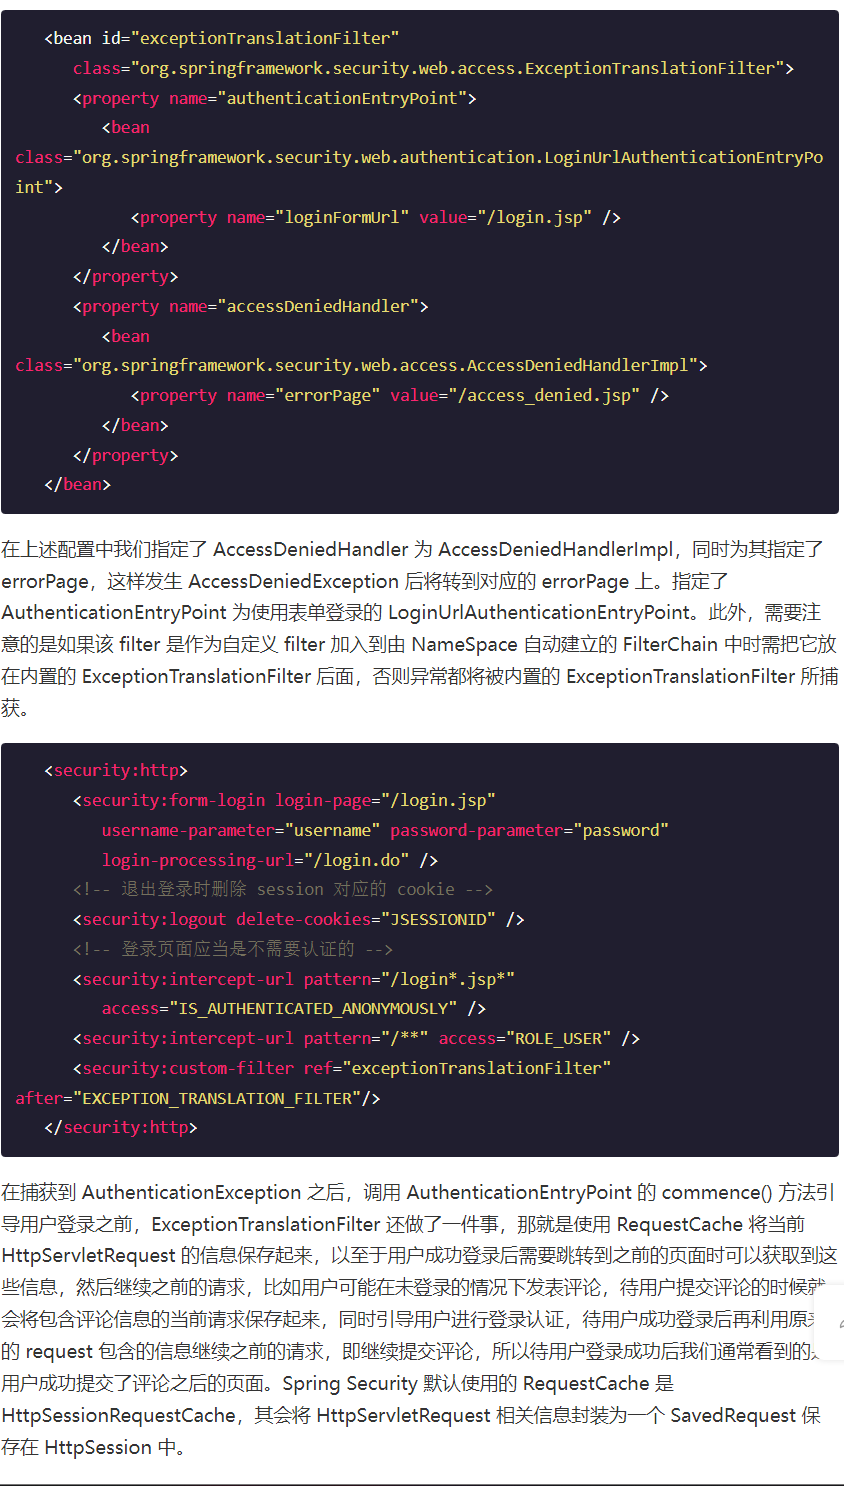 <bean id="exceptionTranslationFilter"
class="org.springframework.security.web.access.ExceptionTranslationFilter">
<property name="authenticationEntryPoint">
<bean
class="org.springframework.security.web.authentication.LoginUrlAuthenticationEntryPo
int">
<property name="loginFormUrl" value="/login.jsp" />
</bean>
</property>
<property name="accessDeniedHandler">
<bean
class="org.springframework.security.web.access.AccessDeniedHandlerImpl">
<property name="errorPage" value="/access_denied.jsp" />
</bean>
</property>
</bean>
在上述配置中我们指定了 AccessDeniedHandler 为 AccessDeniedHandlerImpl，同时为其指定了
errorPage，这样发生 AccessDeniedException 后将转到对应的 errorPage 上。指定了
AuthenticationEntryPoint 为使用表单登录的 LoginUrlAuthenticationEntryPoint。此外，需要注
意的是如果该 filter 是作为自定义 filter 加入到由 NameSpace 自动建立的 FilterChain 中时需把它放
在内置的 ExceptionTranslationFilter 后面，否则异常都将被内置的 ExceptionTranslationFilter 所捕
获。
<security:http>
<security:form-login login-page="/login.jsp"
username-parameter="username" password-parameter="password"
login-processing-url="/login.do" />
<!-- 退出登录时删除 session 对应的 cookie -->
<security:logout delete-cookies="JSESSIONID" />
<!-- 登录页面应当是不需要认证的 -->
<security:intercept-url pattern="/login*.jsp*"
access="IS_AUTHENTICATED_ANONYMOUSLY" />
<security:intercept-url pattern="/**" access="ROLE_USER" />
<security:custom-filter ref="exceptionTranslationFilter"
after="EXCEPTION_TRANSLATION_FILTER"/>
</security:http>
在捕获到 AuthenticationException 之后，调用 AuthenticationEntryPoint 的 commence() 方法引
导用户登录之前，ExceptionTranslationFilter 还做了一件事，那就是使用 RequestCache 将当前
HttpServletRequest 的信息保存起来，以至于用户成功登录后需要跳转到之前的页面时可以获取到这
些信息，然后继续之前的请求，比如用户可能在未登录的情况下发表评论，待用户提交评论的时候就
会将包含评论信息的当前请求保存起来，同时引导用户进行登录认证，待用户成功登录后再利用原来
的 request 包含的信息继续之前的请求，即继续提交评论，所以待用户登录成功后我们通常看到的
用户成功提交了评论之后的页面。Spring Security 默认使用的 RequestCache 是
HttpSessionRequestCache，其会将 HttpServletRequest 相关信息封装为一个 SavedRequest 保
存在 HttpSession 中。